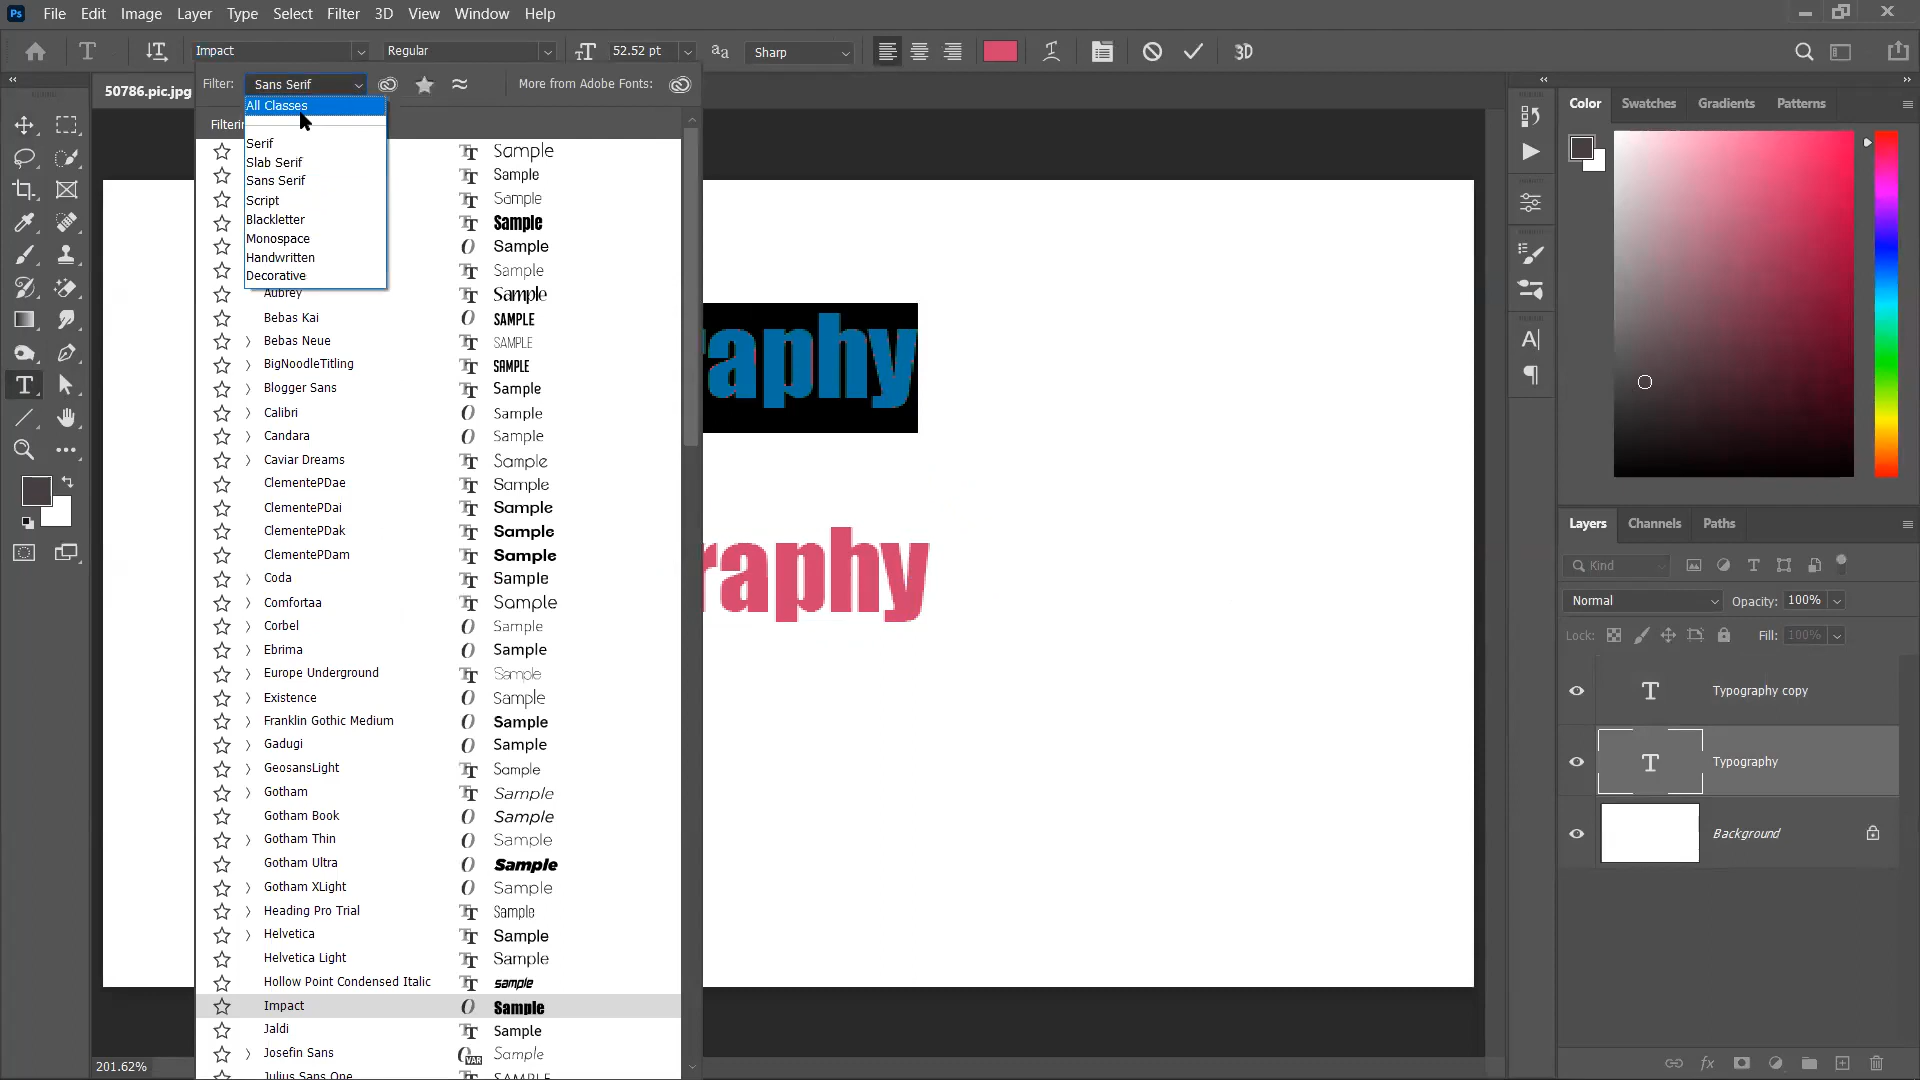 Ps File Edit Image Layer Type Select Filter 3D View Window Help
Impact Regular 52.52 pt aa Sharp 3D
Filter: Sans Serif More from Adobe Fonts:
50786.pic.jpg
All Classes
Serif
Slab Serif
Sans Serif
Script
Blackletter
Monospace
Handwritten
Decorative
Sample
Sample
Sample
Sample
Sample
Sample
Aubrey Sample
Bebas Kai SAMPLE
Bebas Neue SAMPLE
BigNoodleTitling SAMPLE
Blogger Sans Sample
Calibri Sample
Candara Sample
Caviar Dreams Sample
ClementePDae Sample
ClementePDai Sample
ClementePDak Sample
ClementePDam Sample
Coda Sample
Comfortaa Sample
Corbel Sample
Ebrima Sample
Europe Underground Sample
Existence Sample
Franklin Gothic Medium Sample
Gadugi Sample
GeosansLight Sample
Gotham Sample
Gotham Book Sample
Gotham Thin Sample
Gotham Ultra Sample
Gotham XLight Sample
Heading Pro Trial Sample
Helvetica Sample
Helvetica Light Sample
Hollow Point Condensed Italic sample
Impact Sample
Jaldi Sample
Josefin Sans VAR Sample
Julius Sans One SAMPLE
raphy
raphy
201.62%
Color Swatches Gradients Patterns
Layers Channels Paths
Kind
Normal Opacity: 100%
Lock: Fill: 100%
Typography copy
Typography
Background
fx